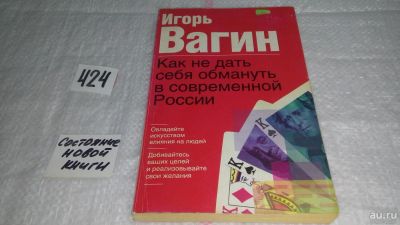 424
состояние
новой
книги
Игорь
Вагин
Как не дать
себя обмануть
в современной
России
Овладейте
искусством
влияния на людей
Добивайтесь
ваших целей
и реализовывайте
свои желания
K
K
K
au.ru